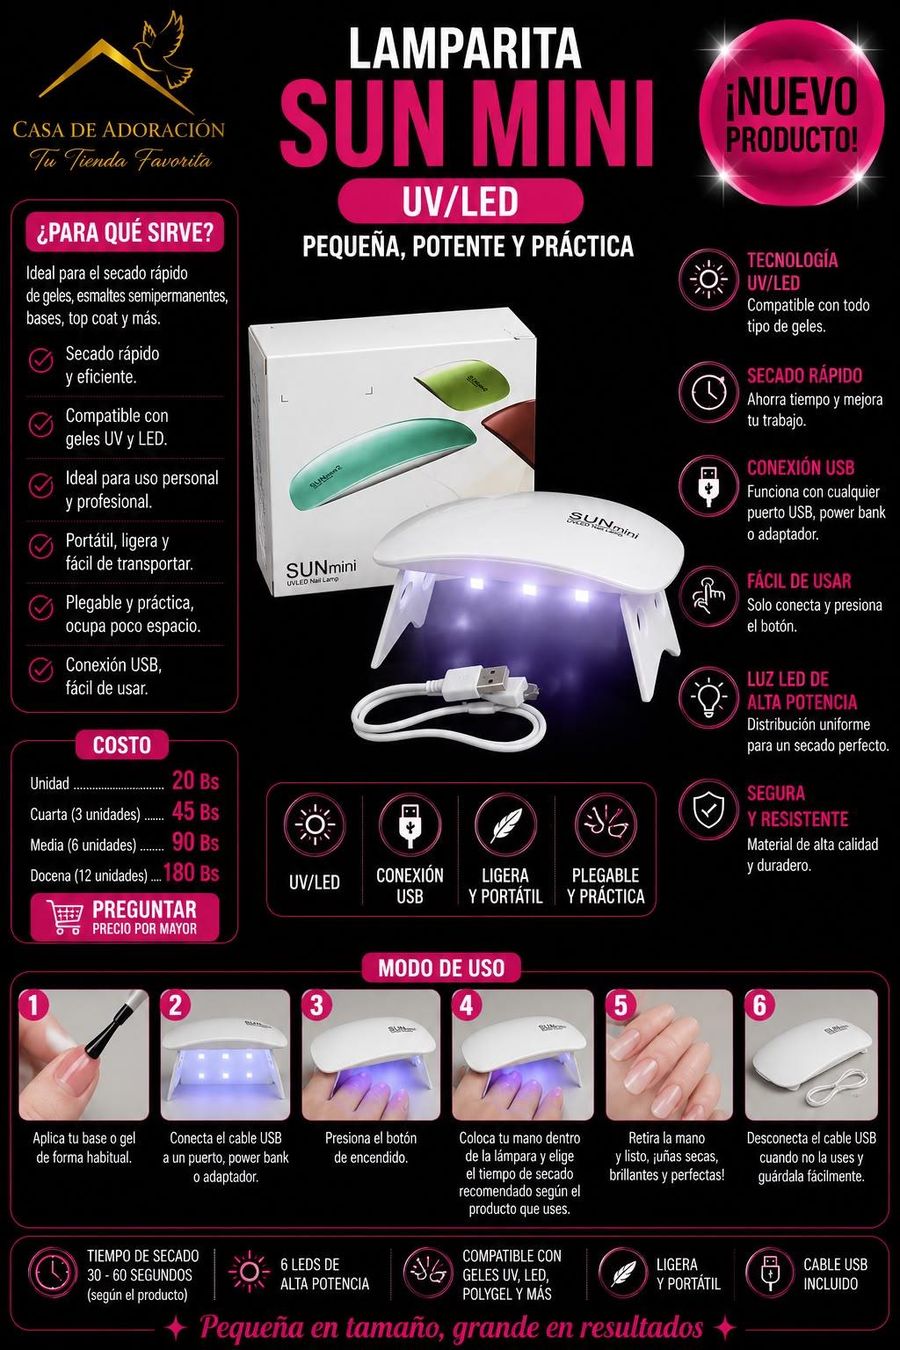 CASA DE ADORACIÓN
Tu Tienda Favorita
LAMPARITA
SUN MINI
UV/LED
PEQUEÑA, POTENTE Y PRÁCTICA
¡NUEVO
PRODUCTO!
¿PARA QUÉ SIRVE?
Ideal para el secado rápido
de geles, esmaltes semipermanentes,
bases, top coat y más.
Secado rápido
y eficiente.
Compatible con
geles UV y LED.
Ideal para uso personal
y profesional.
Portátil, ligera y
fácil de transportar.
Plegable y práctica,
ocupa poco espacio.
Conexión USB,
fácil de usar.
SUNmini
UVLED Nail Lamp
SUNmini
UVLED Nail Lamp
TECNOLOGÍA
UV/LED
Compatible con todo
tipo de geles.
SECADO RÁPIDO
Ahorra tiempo y mejora
tu trabajo.
CONEXIÓN USB
Funciona con cualquier
puerto USB, power bank
o adaptador.
FÁCIL DE USAR
Solo conecta y presiona
el botón.
LUZ LED DE
ALTA POTENCIA
Distribución uniforme
para un secado perfecto.
SEGURA
Y RESISTENTE
Material de alta calidad
y duradero.
COSTO
Unidad .............................. 20 Bs
Cuarta (3 unidades) ...... 45 Bs
Media (6 unidades) ........ 90 Bs
Docena (12 unidades) .... 180 Bs
PREGUNTAR
PRECIO POR MAYOR
UV/LED
CONEXIÓN
USB
LIGERA
Y PORTÁTIL
PLEGABLE
Y PRÁCTICA
MODO DE USO
1
Aplica tu base o gel
de forma habitual.
2
Conecta el cable USB
a un puerto, power bank
o adaptador.
3
Presiona el botón
de encendido.
4
Coloca tu mano dentro
de la lámpara y elige
el tiempo de secado
recomendado según el
producto que uses.
5
Retira la mano
y listo, ¡uñas secas,
brillantes y perfectas!
6
Desconecta el cable USB
cuando no la uses y
guárdala fácilmente.
TIEMPO DE SECADO
30 - 60 SEGUNDOS
(según el producto)
6 LEDS DE
ALTA POTENCIA
COMPATIBLE CON
GELES UV, LED,
POLYGEL Y MÁS
LIGERA
Y PORTÁTIL
CABLE USB
INCLUIDO
Pequeña en tamaño, grande en resultados